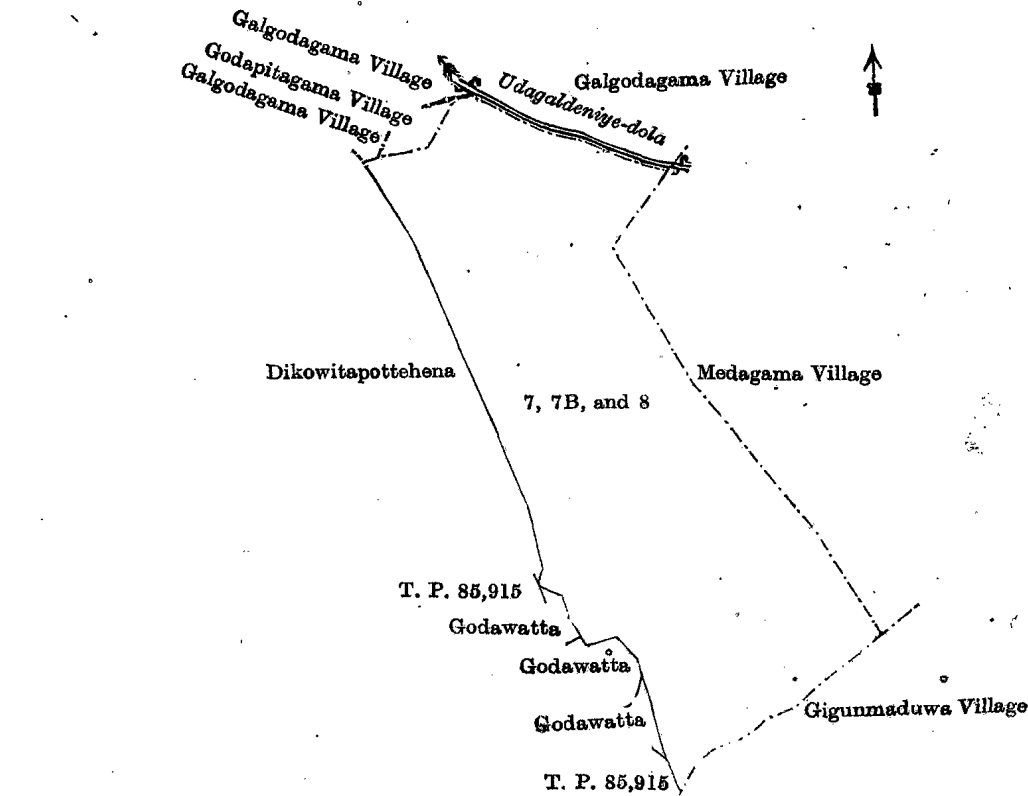 Galgodagama Village
Godapitagama Village
Galgodagama Village
Udagaldeniye-dola
Galgodagama Village
Dikowitapottehena
Medagama Village
7, 7B, and 8
T. P. 85,915
Godawatta
Godawatta
Godawatta
Gigunmaduwa Village
T. P. 85,915